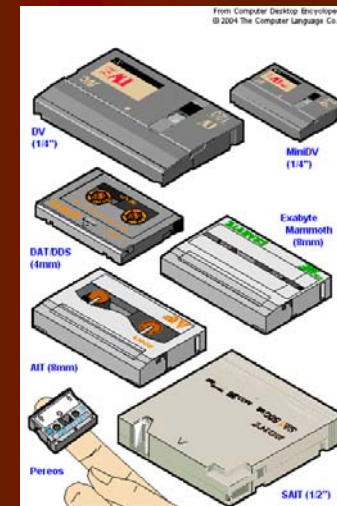 From Computer Desktop Encyclope
© 2004 The Computer Language Co.
DV
(1/4")
MiniDV
(1/4")
DAT/DDS
(4mm)
Exabyte
Mammoth
(8mm)
AIT (8mm)
Pereos
SAIT (1/2")